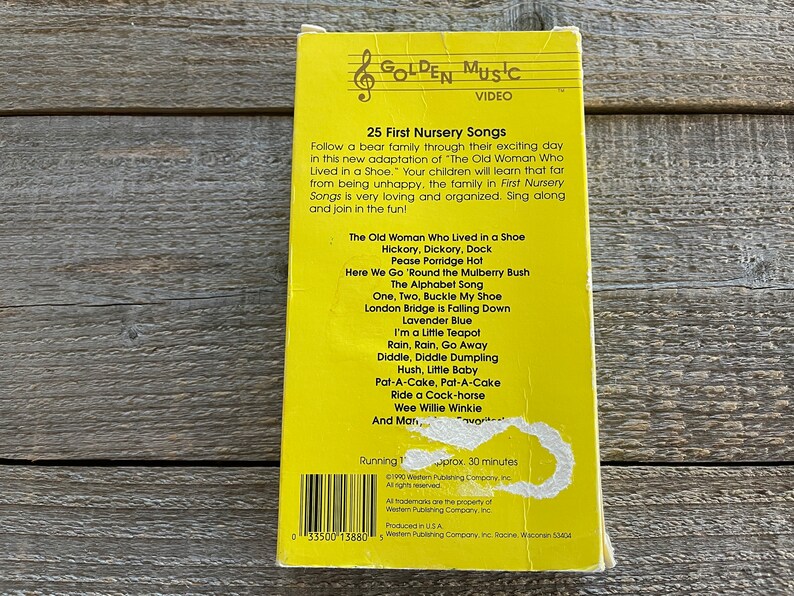 GOLDEN MUSIC
VIDEO ™
25 First Nursery Songs
Follow a bear family through their exciting day
in this new adaptation of "The Old Woman Who
Lived in a Shoe." Your children will learn that far
from being unhappy, the family in First Nursery
Songs is very loving and organized. Sing along
and join in the fun!
The Old Woman Who Lived in a Shoe
Hickory, Dickory, Dock
Pease Porridge Hot
Here We Go 'Round the Mulberry Bush
The Alphabet Song
One, Two, Buckle My Shoe
London Bridge is Falling Down
Lavender Blue
I'm a Little Teapot
Rain, Rain, Go Away
Diddle, Diddle Dumpling
Hush, Little Baby
Pat-A-Cake, Pat-A-Cake
Ride a Cock-horse
Wee Willie Winkie
And Favorites
Running approx. 30 minutes
©1990 Western Publishing Company, Inc.
All rights reserved.
All trademarks are the property of
Western Publishing Company, Inc.
Produced in U.S.A.
Western Publishing Company, Inc. Racine, Wisconsin 53404
0 33500 13880 5